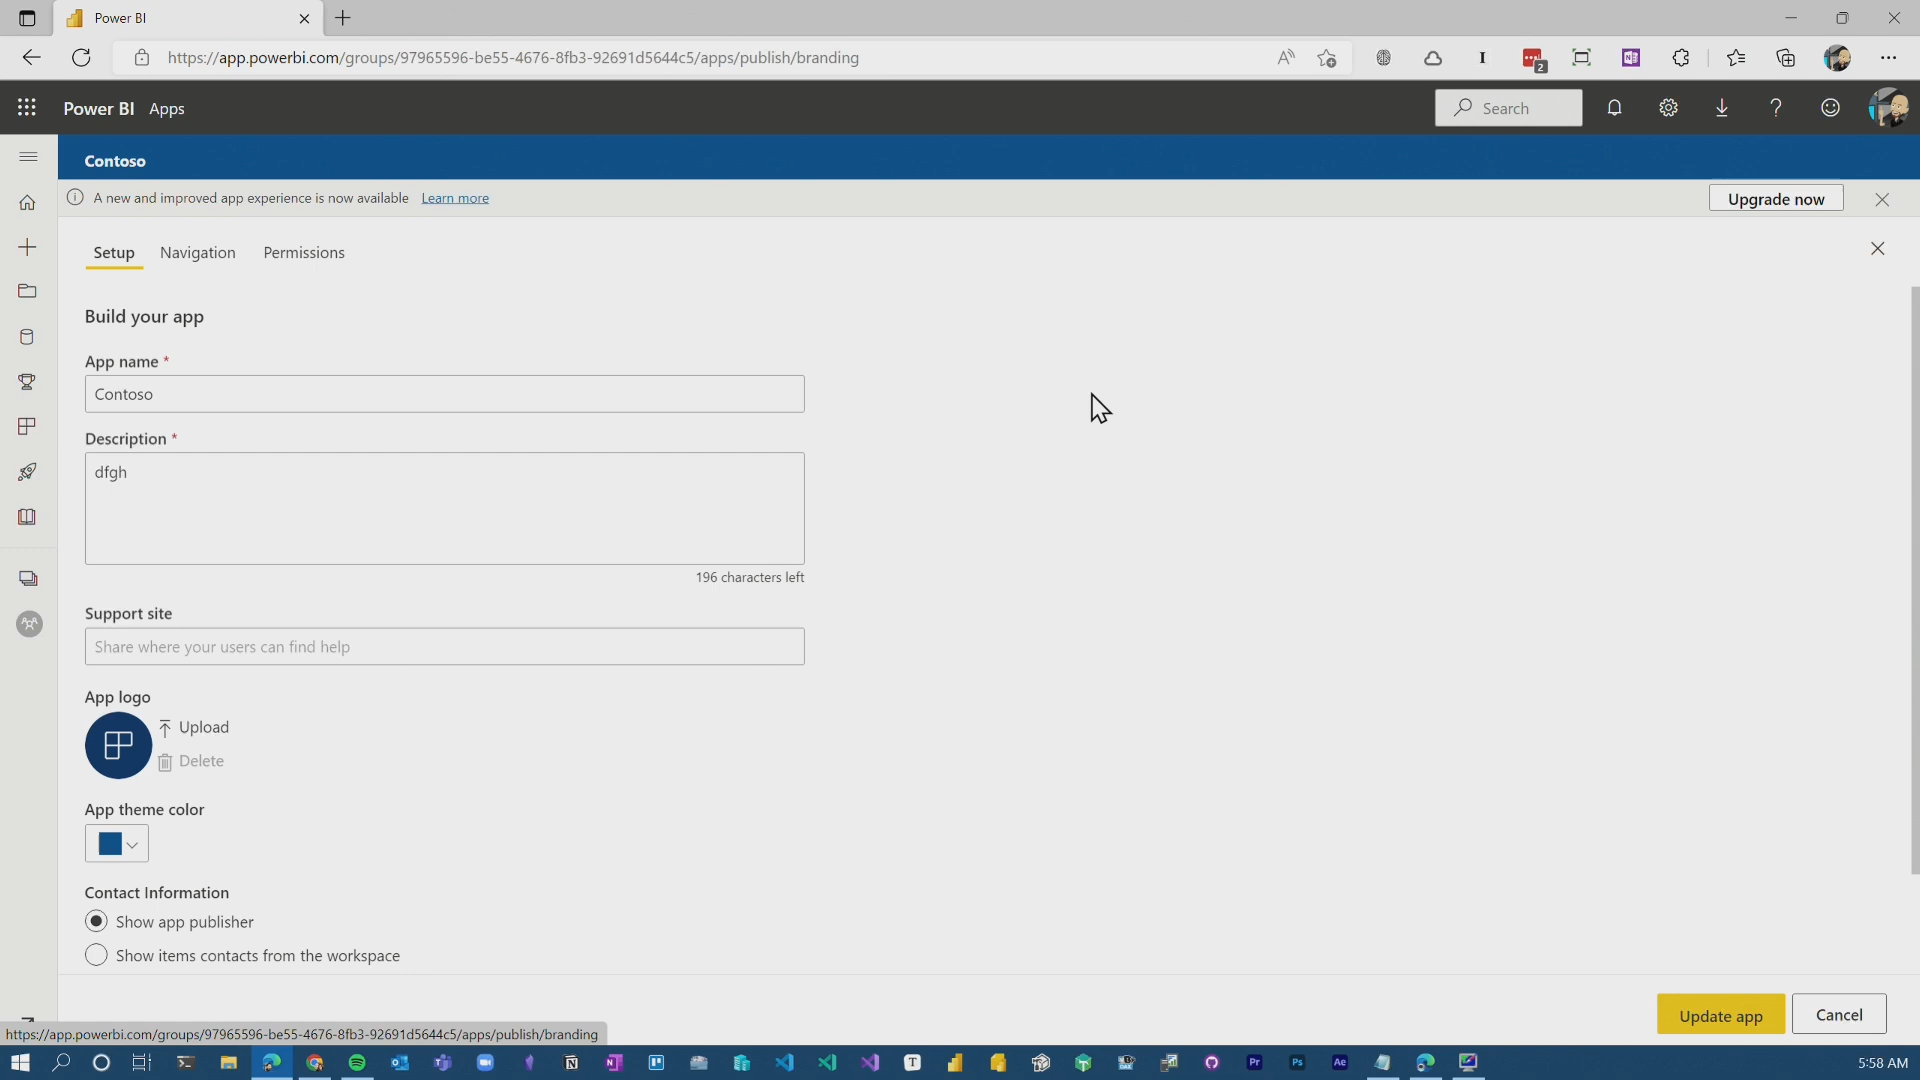 Power BI
https://app.powerbi.com/groups/97965596-be55-4676-8fb3-92691d5644c5/apps/publish/branding
2
Power BI Apps
Search
Contoso
A new and improved app experience is now available Learn more
Upgrade now
Setup Navigation Permissions
Build your app
App name *
Contoso
Description *
dfgh
196 characters left
Support site
Share where your users can find help
App logo
Upload
Delete
App theme color
Contact Information
Show app publisher
Show items contacts from the workspace
Update app
Cancel
https://app.powerbi.com/groups/97965596-be55-4676-8fb3-92691d5644c5/apps/publish/branding
5:58 AM